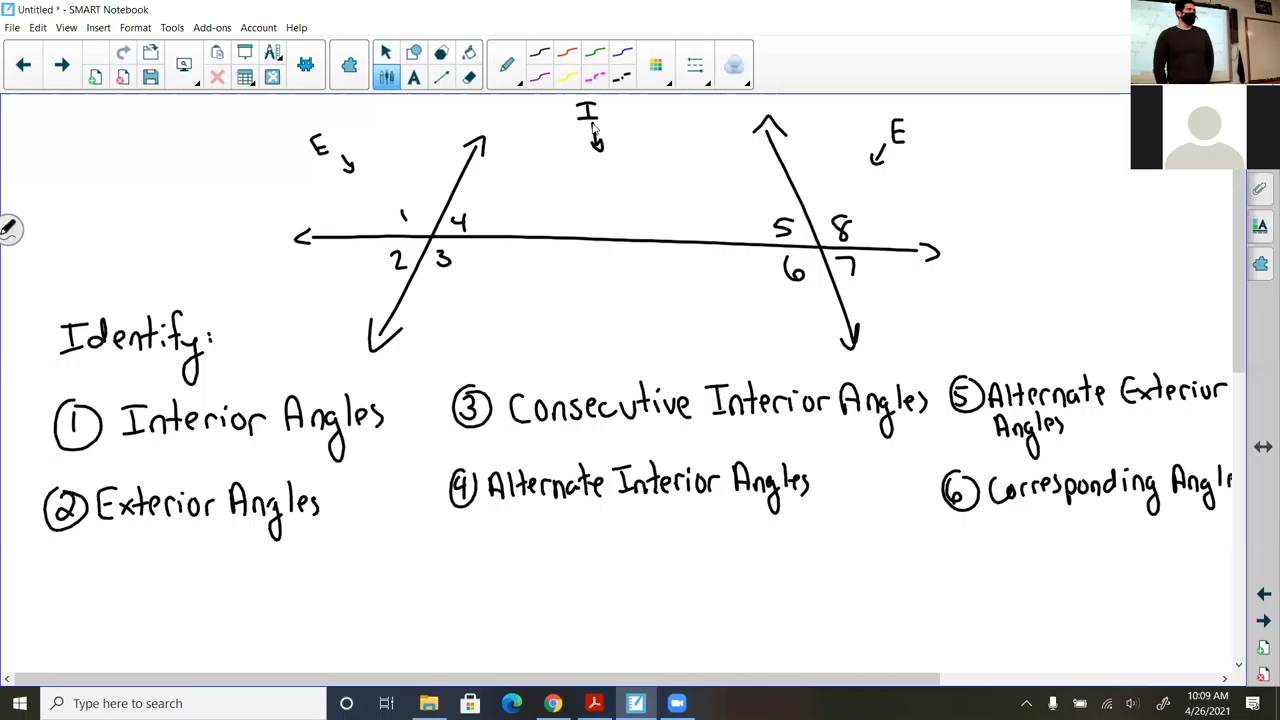 Untitled * - SMART Notebook
File Edit View Insert Format Tools Add-ons Account Help
I
E
E
1 4 5 8
2 3 6 7
Identify:
① Interior Angles
③ Consecutive Interior Angles
⑤ Alternate Exterior
Angles
② Exterior Angles
④ Alternate Interior Angles
⑥ Corresponding Angle
Type here to search
10:09 AM
4/26/2021